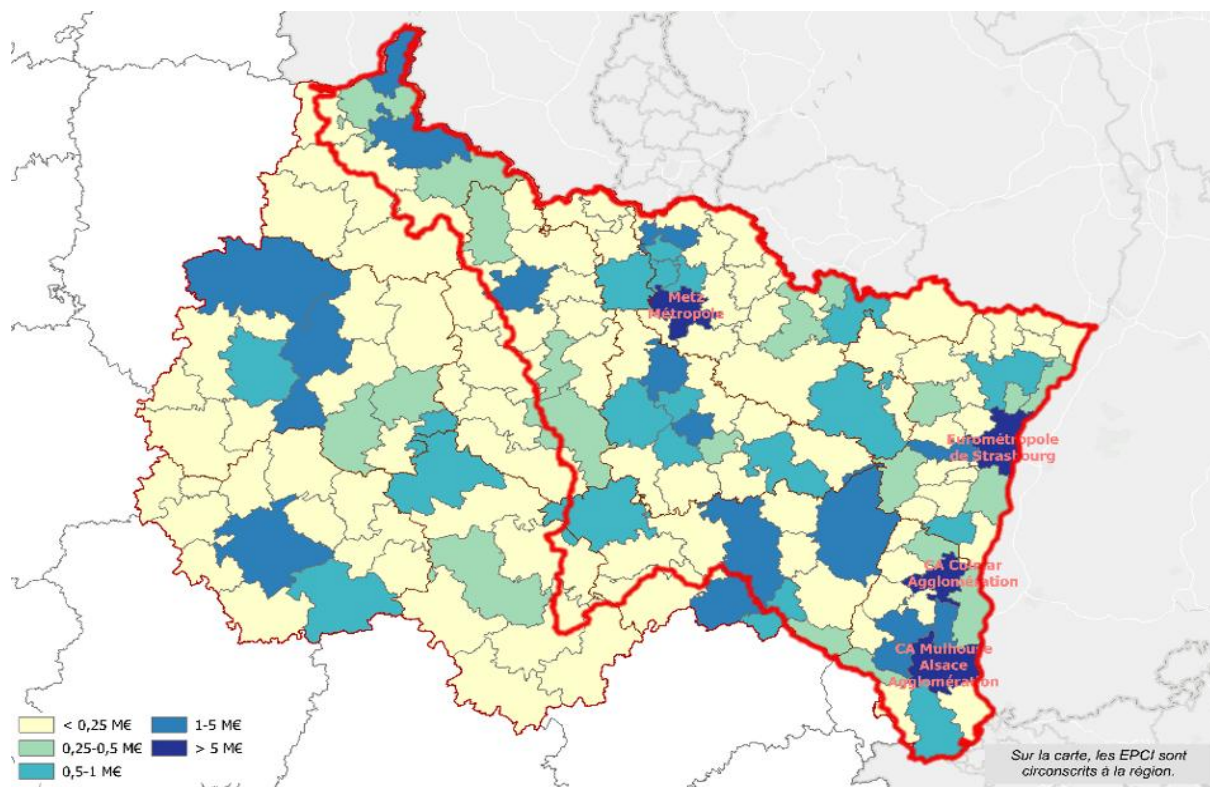 Metz
Métropole
Eurométropole
de Strasbourg
CA Colmar
Agglomération
CA Mulhouse
Alsace
Agglomération
< 0,25 M€
0,25-0,5 M€
0,5-1 M€
1-5 M€
> 5 M€
Sur la carte, les EPCI sont
circonscrits à la région.